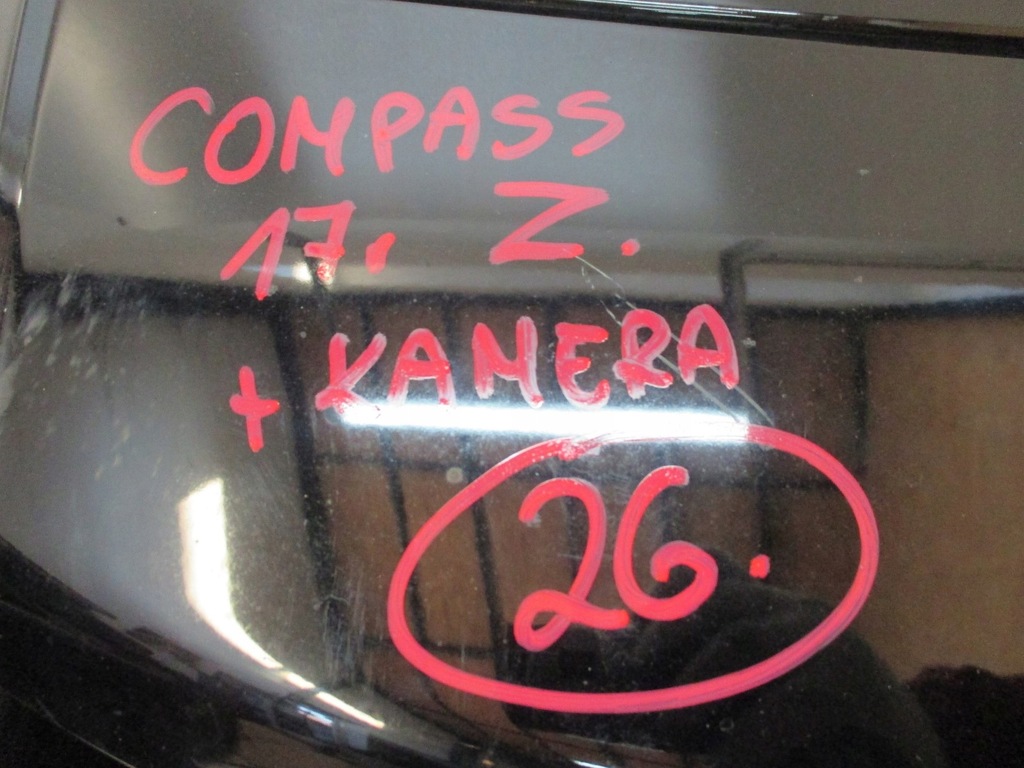 COMPASS
17. Z.
+ KAMERA
26.